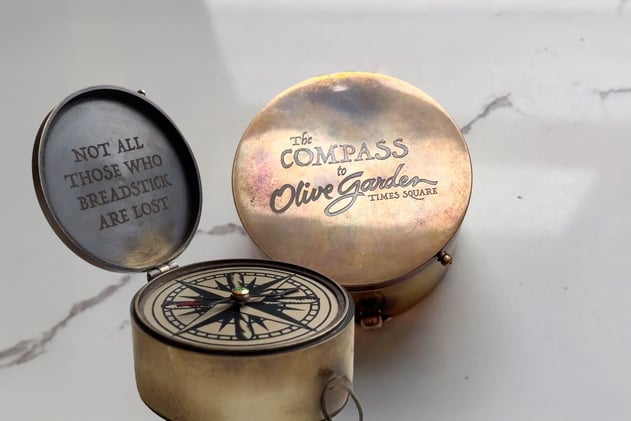 NOT ALL
THOSE WHO
BREADSTICK
ARE LOST
The
COMPASS
to
Olive Garden
TIMES SQUARE